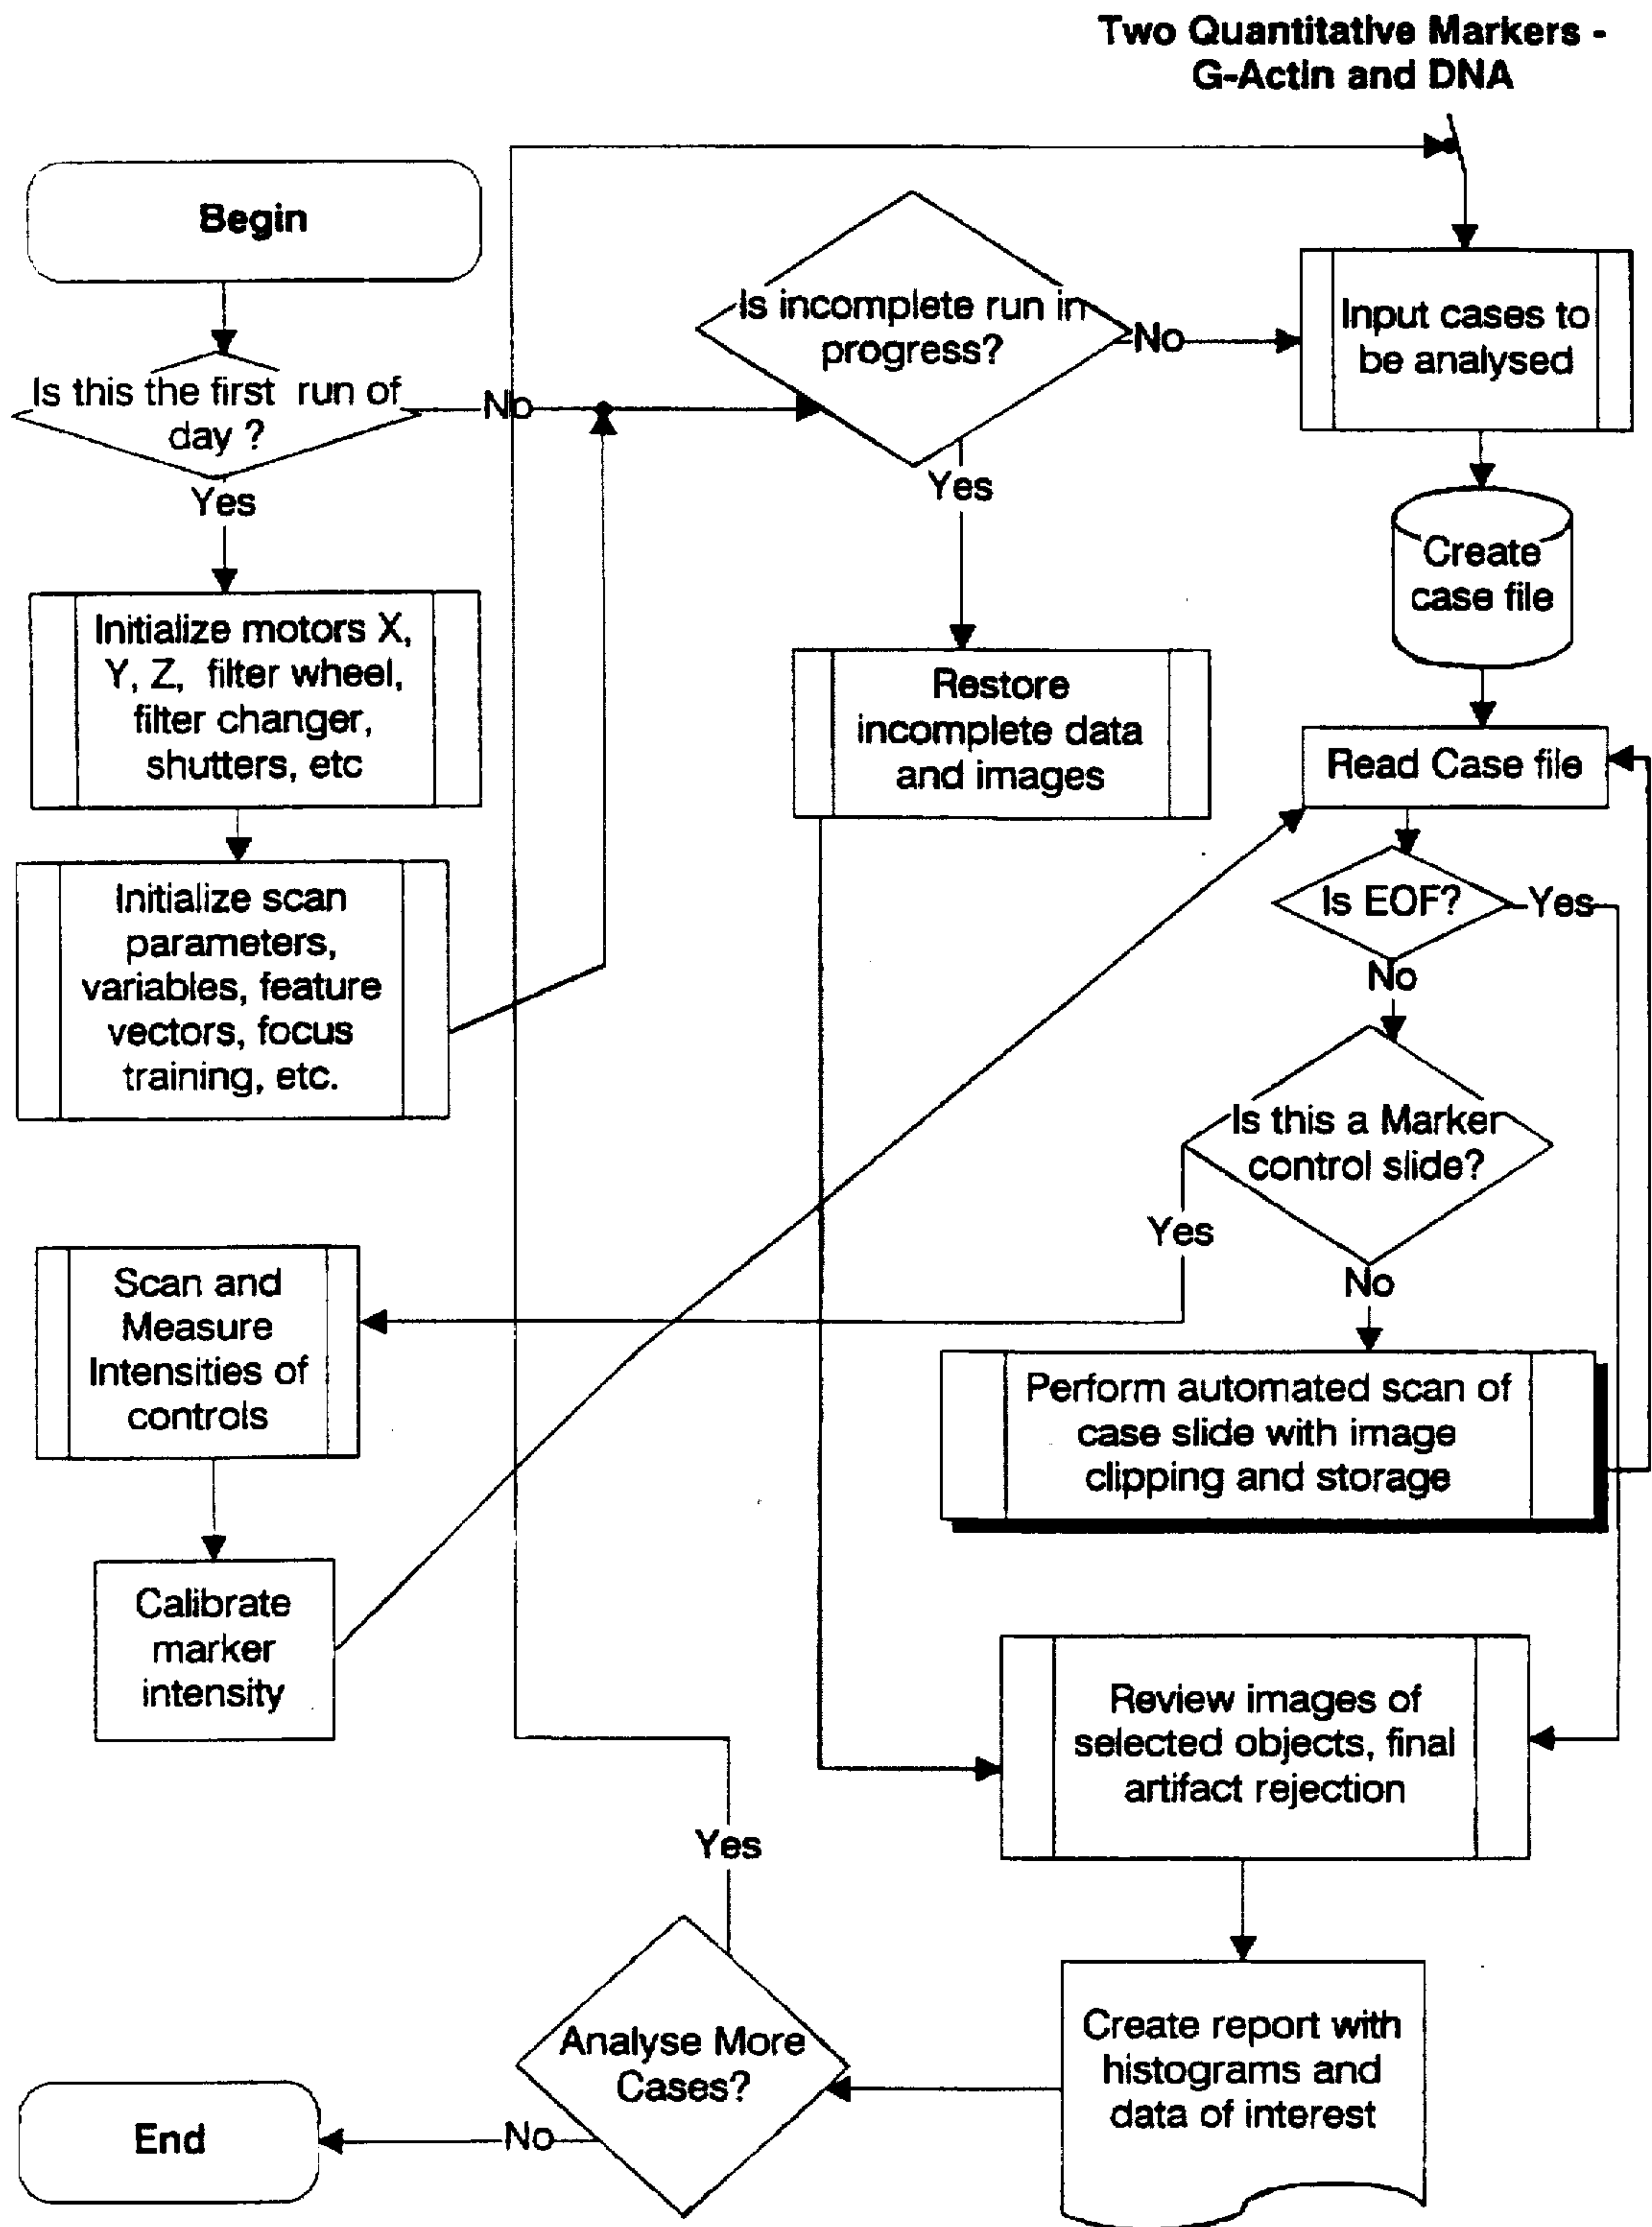 Two Quantitative Markers -
G-Actin and DNA
Begin
Is this the first run of
day ?
No
Yes
Initialize motors X,
Y, Z, filter wheel,
filter changer,
shutters, etc
Initialize scan
parameters,
variables, feature
vectors, focus
training, etc.
Is incomplete run in
progress?
No
Yes
Restore
incomplete data
and images
Input cases to
be analysed
Create
case file
Read Case file
Is EOF?
Yes
No
Is this a Marker
control slide?
Yes
No
Scan and
Measure
Intensities of
controls
Calibrate
marker
intensity
Perform automated scan of
case slide with image
clipping and storage
Review images of
selected objects, final
artifact rejection
Create report with
histograms and
data of interest
Analyse More
Cases?
Yes
No
End